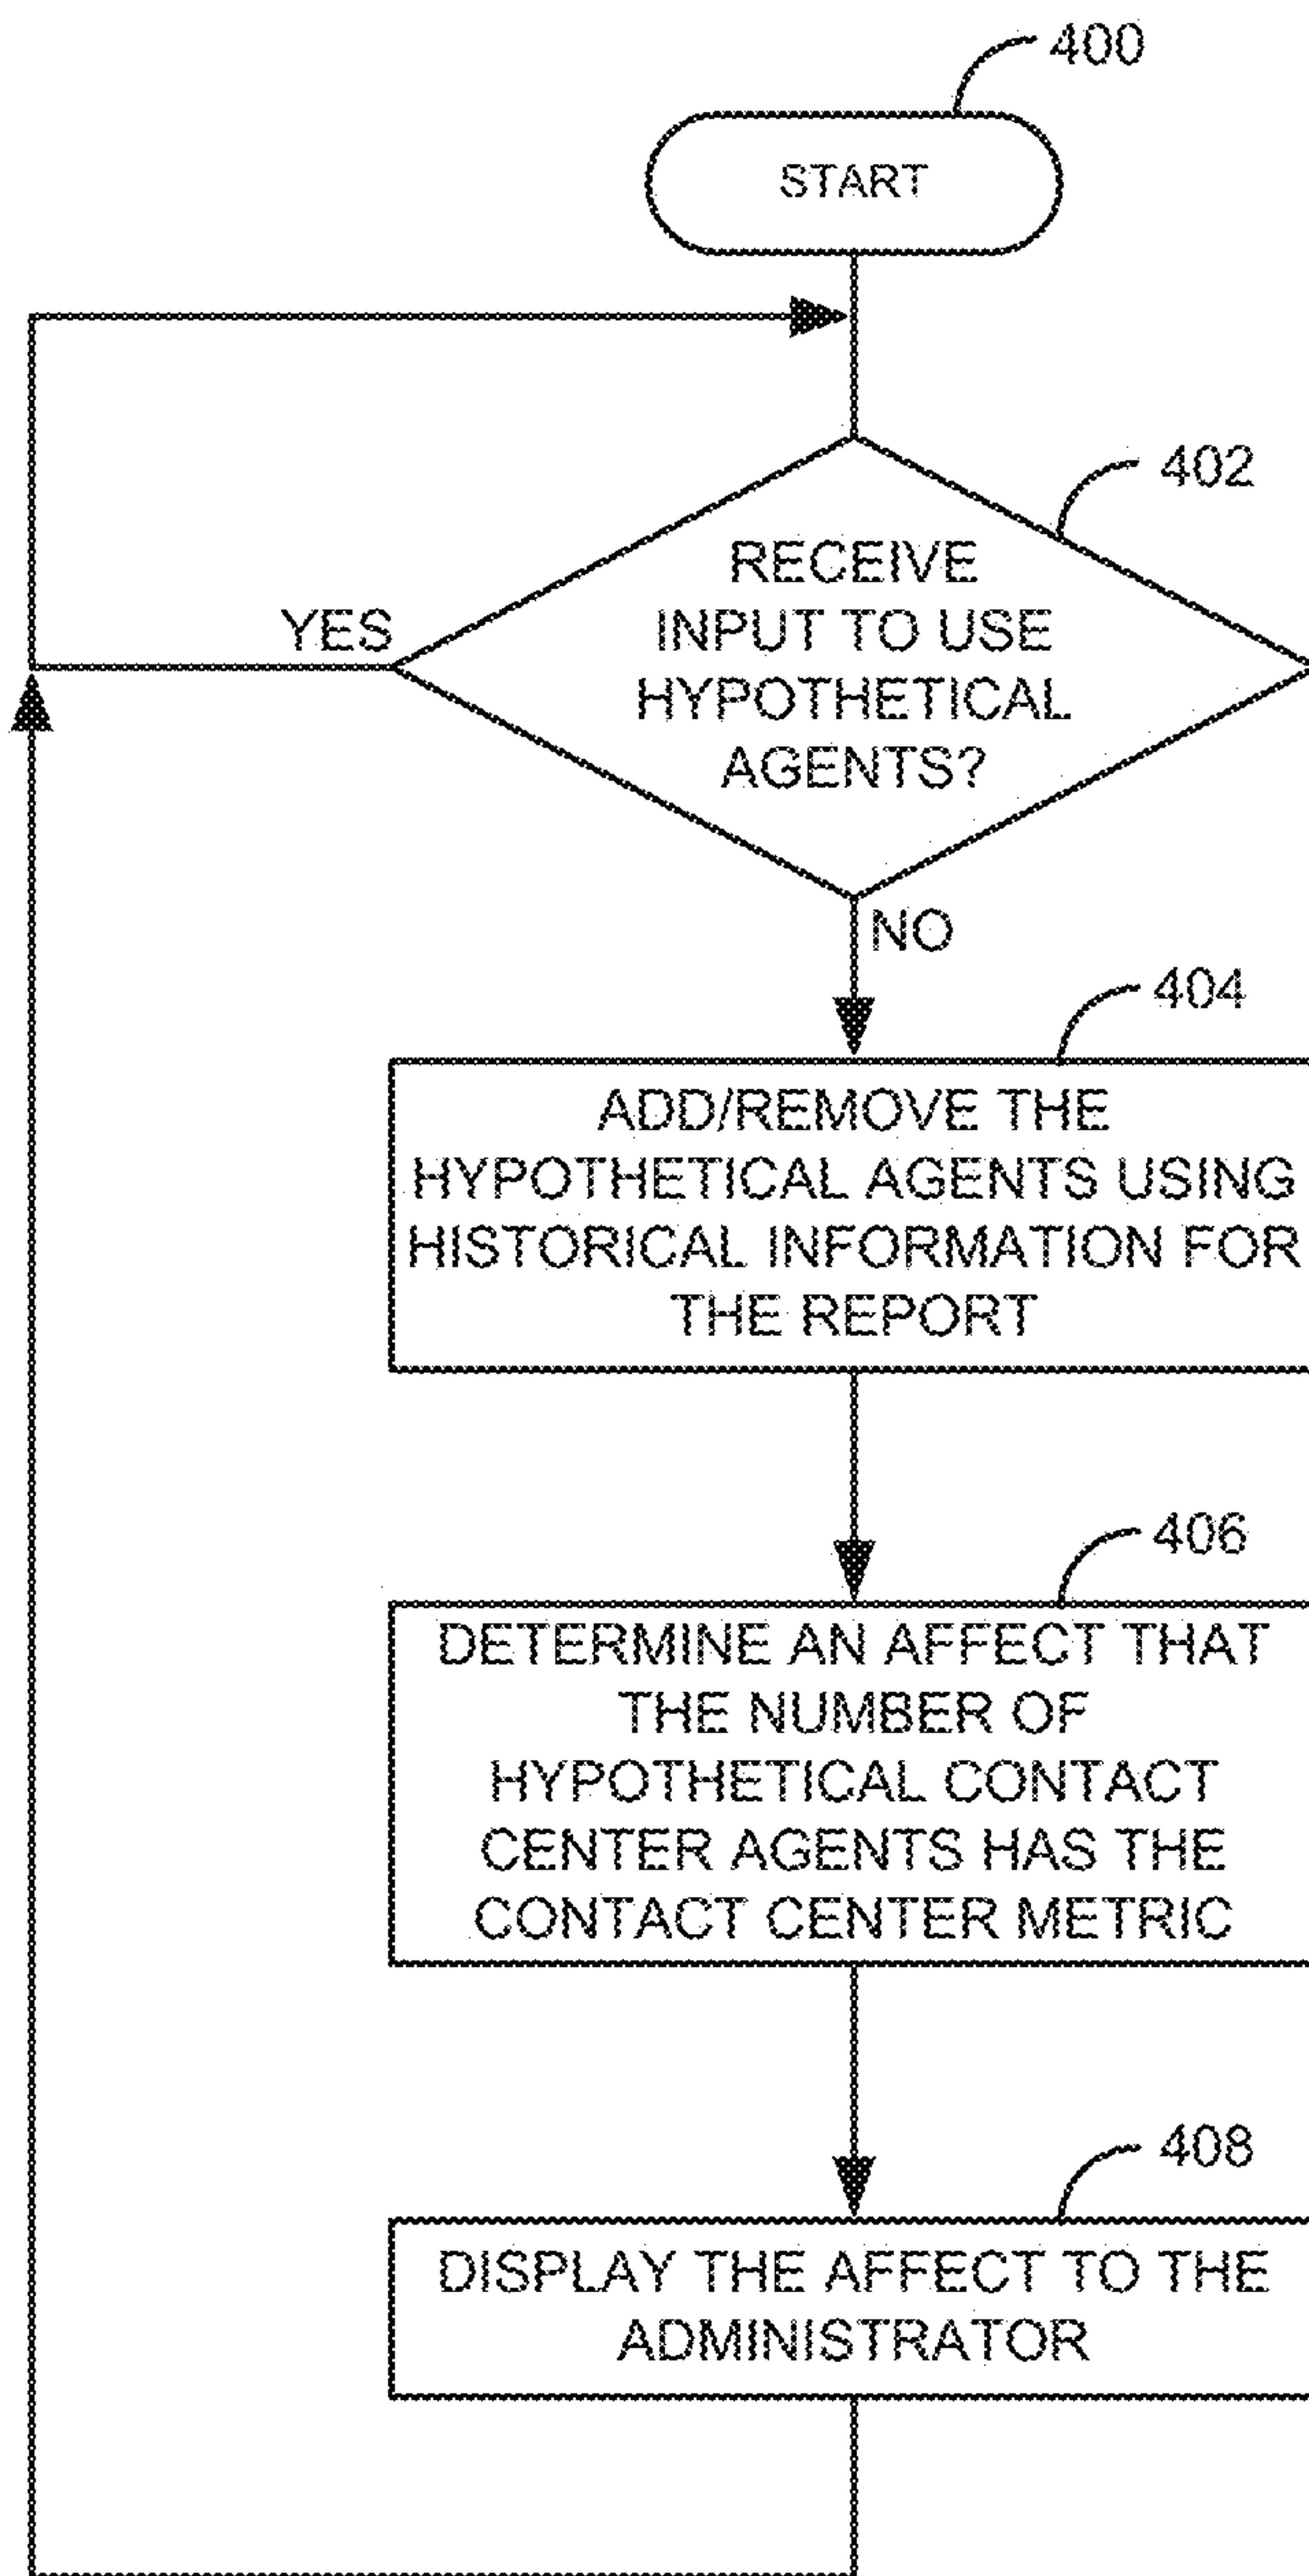 400
START
402
RECEIVE
INPUT TO USE
HYPOTHETICAL
AGENTS?
YES
NO
404
ADD/REMOVE THE
HYPOTHETICAL AGENTS USING
HISTORICAL INFORMATION FOR
THE REPORT
406
DETERMINE AN AFFECT THAT
THE NUMBER OF
HYPOTHETICAL CONTACT
CENTER AGENTS HAS THE
CONTACT CENTER METRIC
408
DISPLAY THE AFFECT TO THE
ADMINISTRATOR